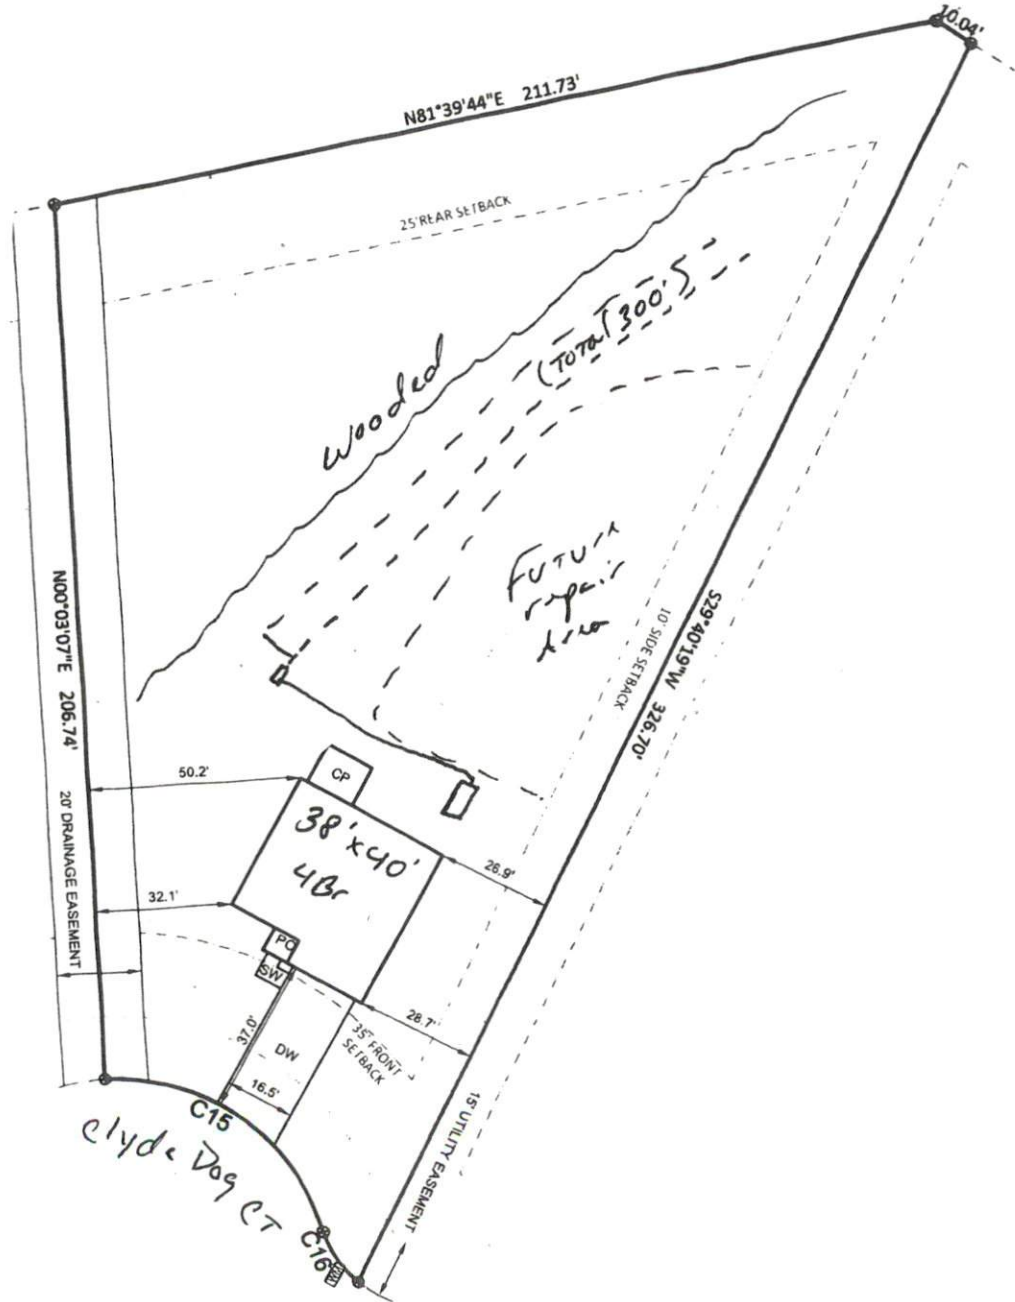 10.04'
N81°39'44"E 211.73'
25' REAR SETBACK
(Total 300')
Wooded
Future
repair
Area
N00°03'07"E 206.74'
20' DRAINAGE EASEMENT
S29°40'19"W 326.70'
10' SIDE SETBACK
50.2'
CP
38' x 40'
4Br
26.9'
32.1'
PO
SW
37.0'
DW
16.5'
28.7'
35' FRONT
SETBACK
15' UTILITY EASEMENT
C15
Clyde Dog CT
C16